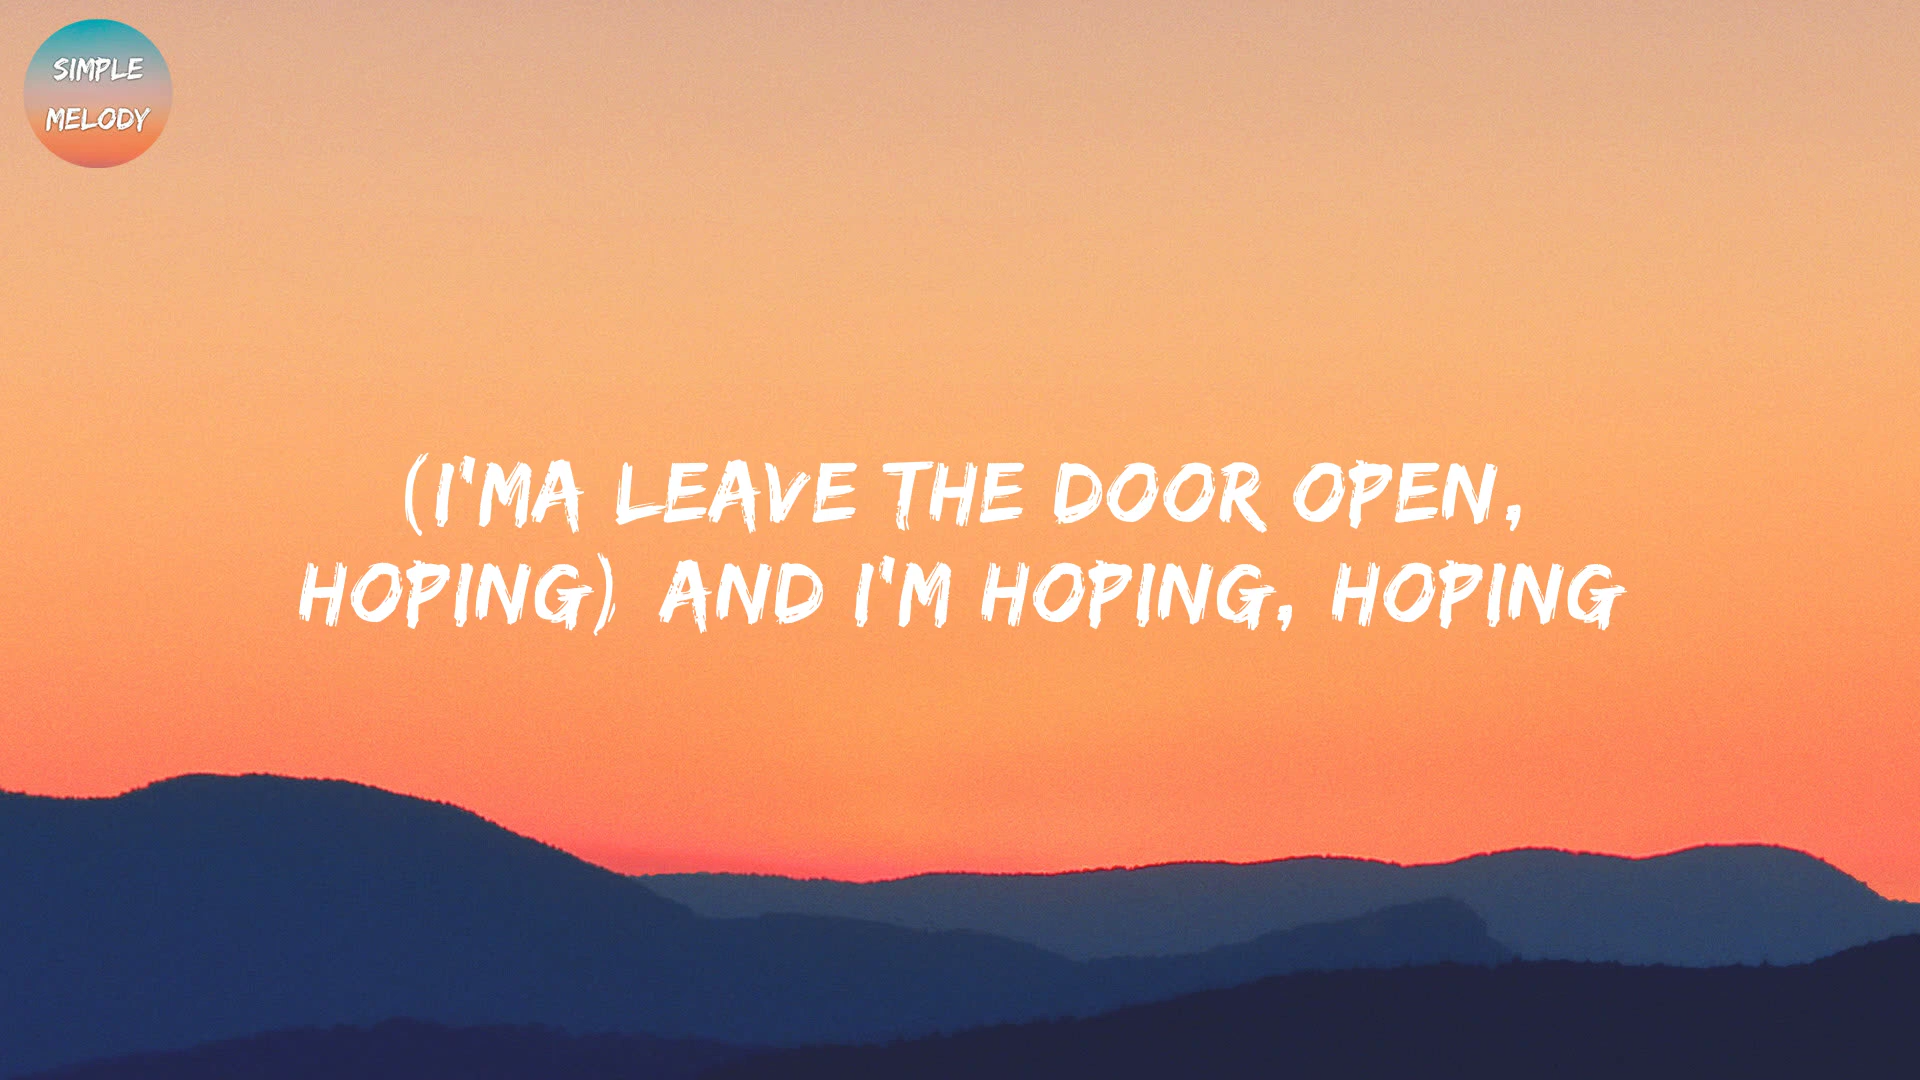 SIMPLE
MELODY
(I'MA LEAVE THE DOOR OPEN,
HOPING) AND I'M HOPING, HOPING